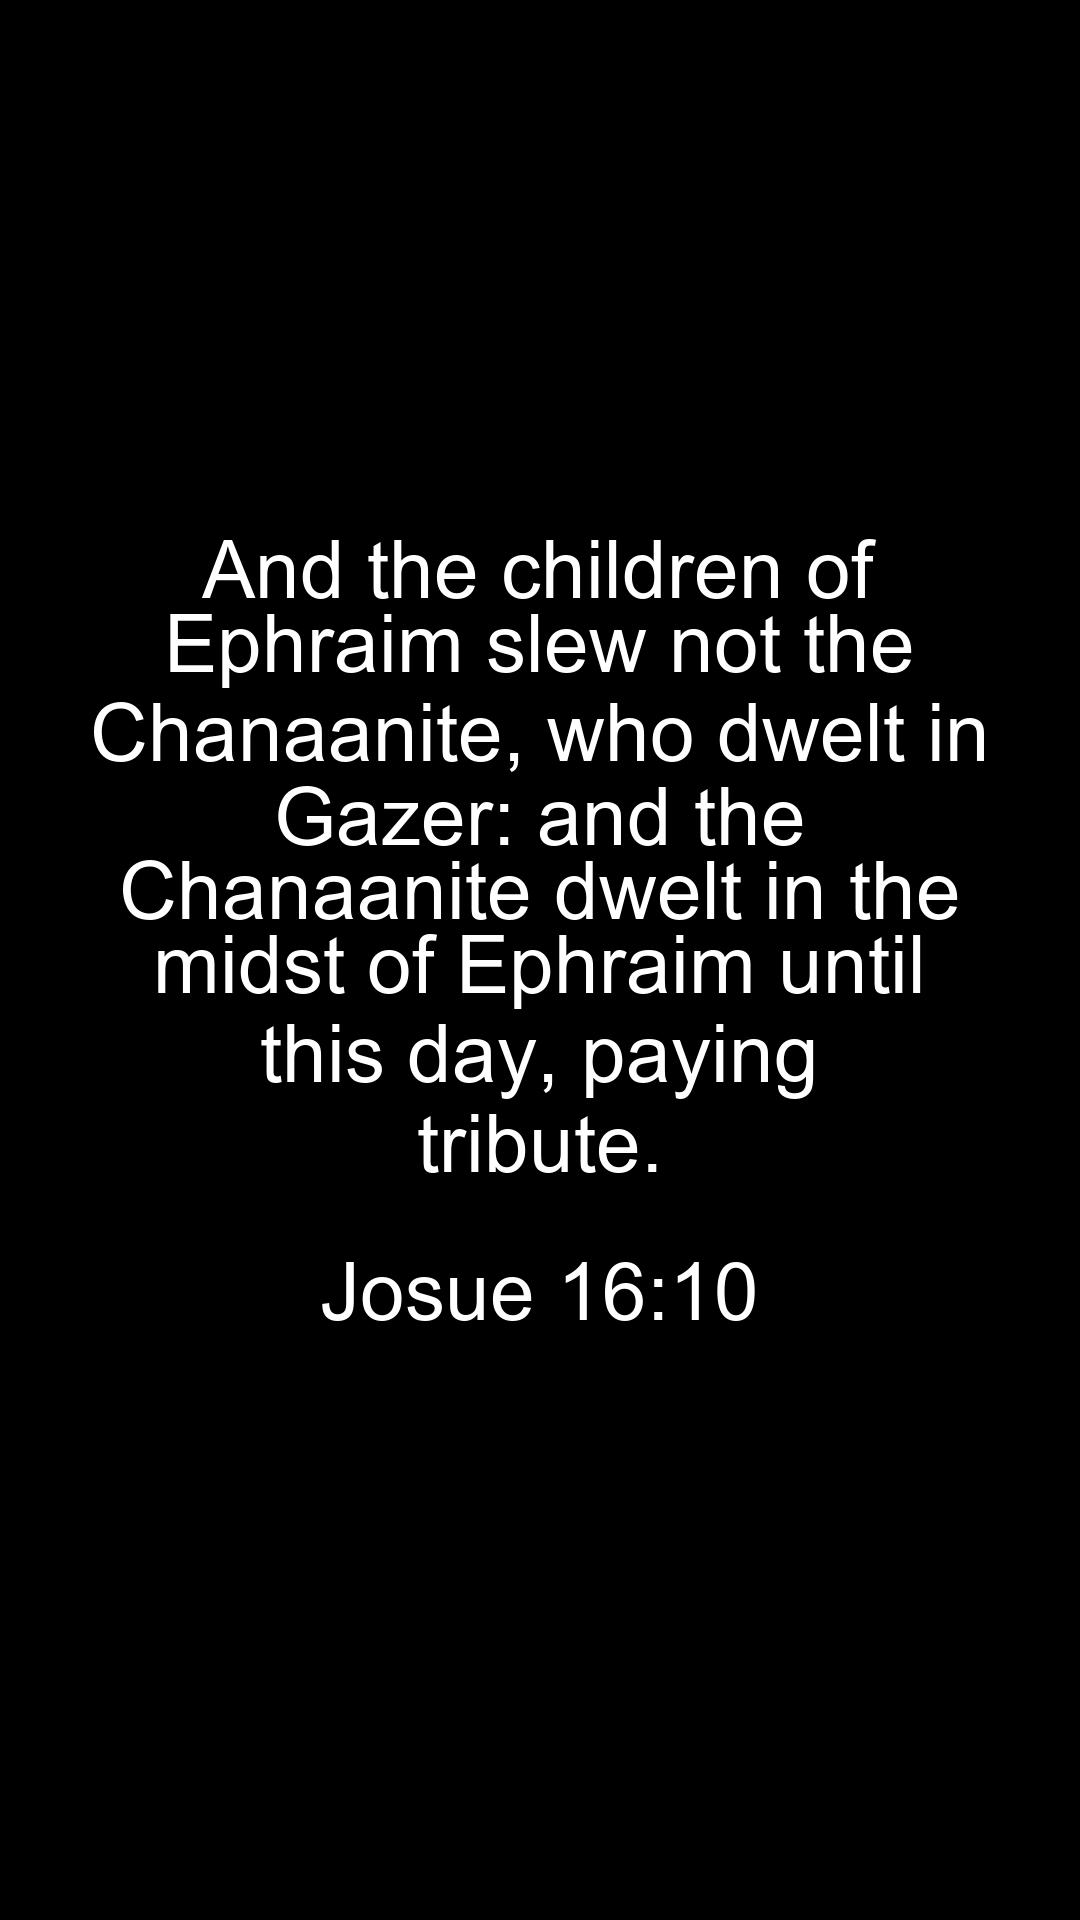 And the children of
Ephraim slew not the
Chanaanite, who dwelt in
Gazer: and the
Chanaanite dwelt in the
midst of Ephraim until
this day, paying
tribute.
Josue 16:10